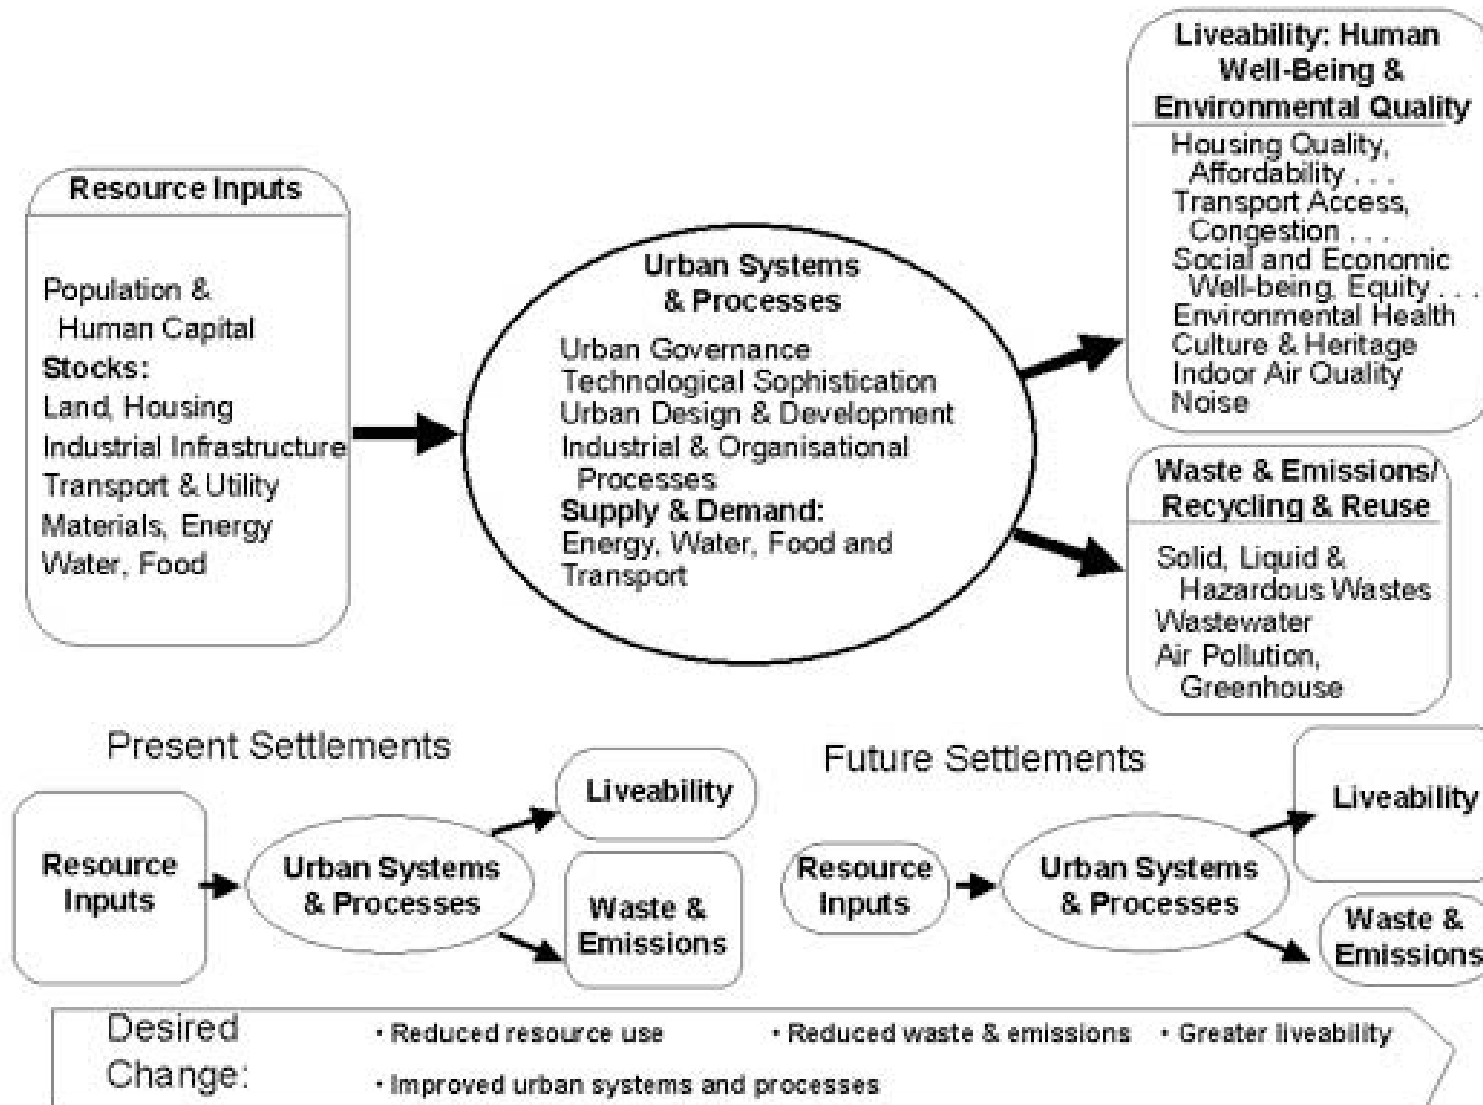 Resource Inputs
Population &
Human Capital
Stocks:
Land, Housing
Industrial Infrastructure
Transport & Utility
Materials, Energy
Water, Food
Urban Systems
& Processes
Urban Governance
Technological Sophistication
Urban Design & Development
Industrial & Organisational
Processes
Supply & Demand:
Energy, Water, Food and
Transport
Liveability: Human
Well-Being &
Environmental Quality
Housing Quality,
Affordability . . .
Transport Access,
Congestion . . .
Social and Economic
Well-being, Equity . . .
Environmental Health
Culture & Heritage
Indoor Air Quality
Noise
Waste & Emissions/
Recycling & Reuse
Solid, Liquid &
Hazardous Wastes
Wastewater
Air Pollution,
Greenhouse
Present Settlements
Resource
Inputs
Urban Systems
& Processes
Liveability
Waste &
Emissions
Future Settlements
Resource
Inputs
Urban Systems
& Processes
Liveability
Waste &
Emissions
Desired
Change:
• Reduced resource use
• Reduced waste & emissions
• Greater liveability
• Improved urban systems and processes